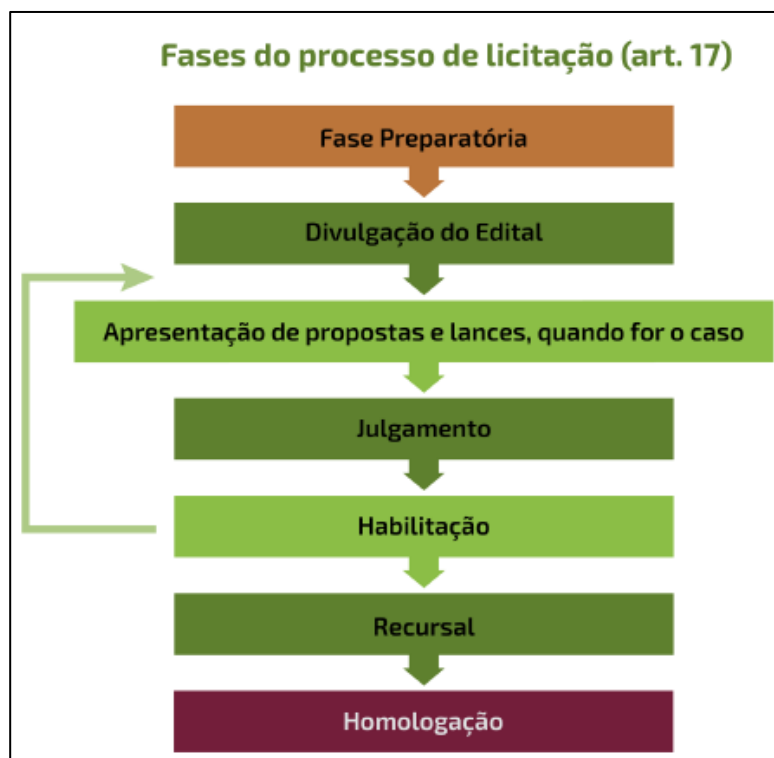 Fases do processo de licitação (art. 17)
Fase Preparatória
Divulgação do Edital
Apresentação de propostas e lances, quando for o caso
Julgamento
Habilitação
Recursal
Homologação